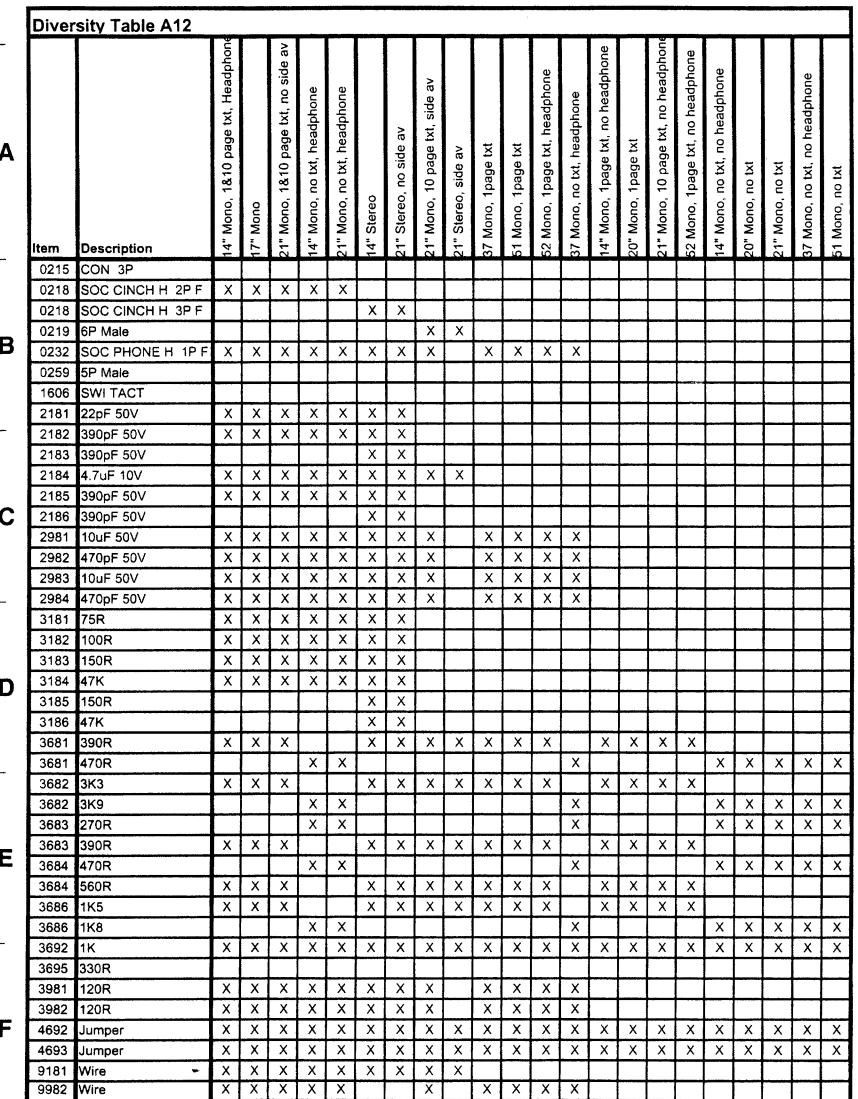 Diversity Table A12
Item Description
14" Mono, 1&10 page txt, Headphone
17" Mono
21" Mono, 1&10 page txt, no side av
14" Mono, no txt, headphone
21" Mono, no txt, headphone
14" Stereo
21" Stereo, no side av
21" Mono, 10 page txt, side av
21" Stereo, side av
37 Mono, 1page txt
51 Mono, 1page txt
52 Mono, 1page txt, headphone
37 Mono, no txt, headphone
14" Mono, 1page txt, no headphone
20" Mono, 1page txt
21" Mono, 10 page txt, no headphone
52 Mono, 1page txt, no headphone
14" Mono, no txt, no headphone
20" Mono, no txt
21" Mono, no txt
37 Mono, no txt, no headphone
51 Mono, no txt
A
0215 CON 3P
0218 SOC CINCH H 2P F X X X X X
0218 SOC CINCH H 3P F X X
0219 6P Male X X
B
0232 SOC PHONE H 1P F X X X X X X X X X X X X
0259 5P Male
1606 SWI TACT
2181 22pF 50V X X X X X X X
2182 390pF 50V X X X X X X X
2183 390pF 50V X X
2184 4.7uF 10V X X X X X X X X X
2185 390pF 50V X X X X X X X
C
2186 390pF 50V X X
2981 10uF 50V X X X X X X X X X X X X
2982 470pF 50V X X X X X X X X X X X X
2983 10uF 50V X X X X X X X X X X X X
2984 470pF 50V X X X X X X X X X X X X
3181 75R X X X X X X X
3182 100R X X X X X X X
3183 150R X X X X X X X
3184 47K X X X X X X X
D
3185 150R X X
3186 47K X X
3681 390R X X X X X X X X X X X X X X
3681 470R X X X X X X X X
3682 3K3 X X X X X X X X X X X X X X
3682 3K9 X X X X X X X X
3683 270R X X X X X X X X
3683 390R X X X X X X X X X X X X X X
E
3684 470R X X X X X X X X
3684 560R X X X X X X X X X X X X X X
3686 1K5 X X X X X X X X X X X X X X
3686 1K8 X X X X X X X X
3692 1K X X X X X X X X X X X X X X X X X X X X X X
3695 330R
3981 120R X X X X X X X X X X X X
3982 120R X X X X X X X X X X X X
F
4692 Jumper X X X X X X X X X X X X X X X X X X X X X X
4693 Jumper X X X X X X X X X X X X X X X X X X X X X X
9181 Wire X X X X X X X X X
9982 Wire X X X X X X X X X X